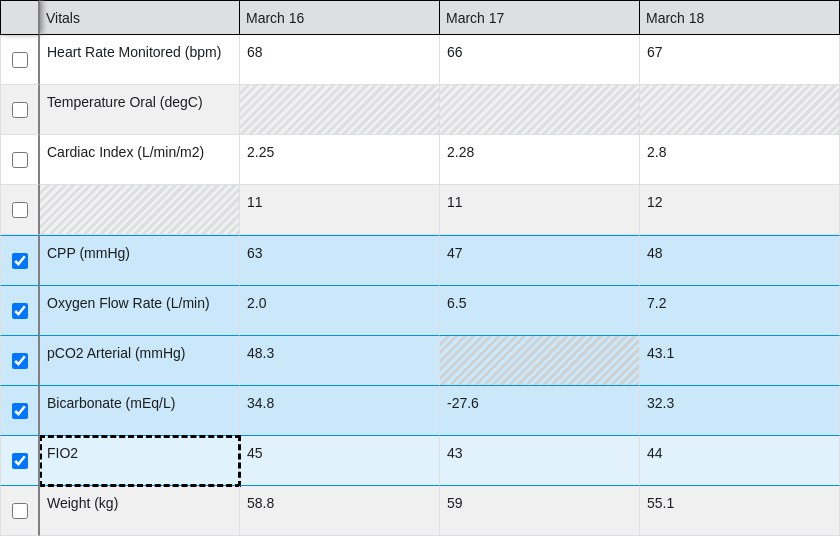 Vitals March 16 March 17 March 18
Heart Rate Monitored (bpm) 68 66 67
Temperature Oral (degC)
Cardiac Index (L/min/m2) 2.25 2.28 2.8
11 11 12
CPP (mmHg) 63 47 48
Oxygen Flow Rate (L/min) 2.0 6.5 7.2
pCO2 Arterial (mmHg) 48.3 43.1
Bicarbonate (mEq/L) 34.8 -27.6 32.3
FIO2 45 43 44
Weight (kg) 58.8 59 55.1